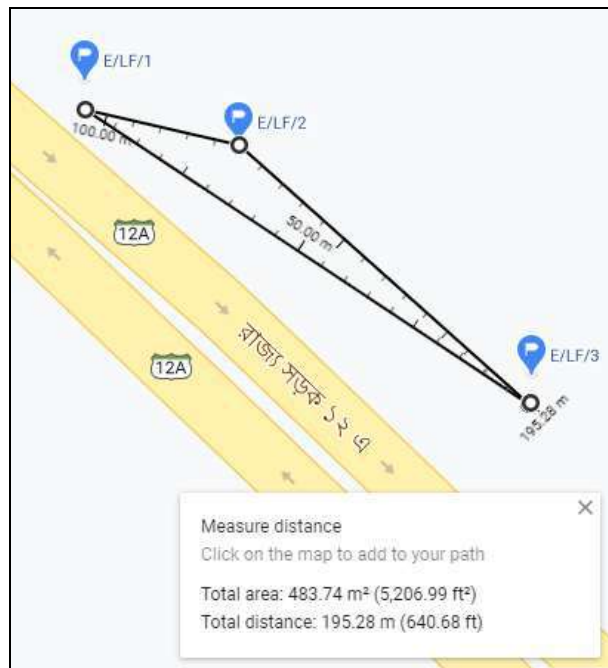 E/LF/1
100.00 m
E/LF/2
12A
50.00 m
রাজ্য সড়ক ১২ এ
E/LF/3
12A
195.28 m
Measure distance
Click on the map to add to your path
Total area: 483.74 m² (5,206.99 ft²)
Total distance: 195.28 m (640.68 ft)